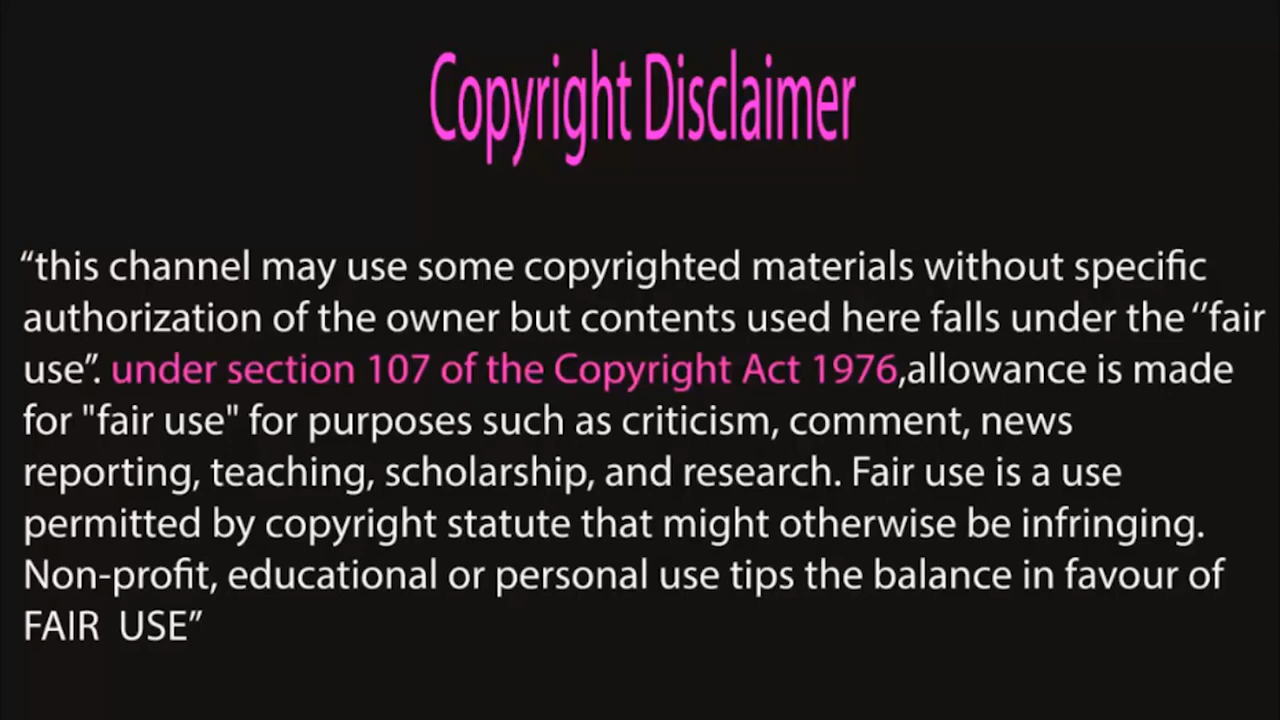 Copyright Disclaimer
“this channel may use some copyrighted materials without specific
authorization of the owner but contents used here falls under the ‘’fair
use”. under section 107 of the Copyright Act 1976,allowance is made
for "fair use" for purposes such as criticism, comment, news
reporting, teaching, scholarship, and research. Fair use is a use
permitted by copyright statute that might otherwise be infringing.
Non-profit, educational or personal use tips the balance in favour of
FAIR  USE”